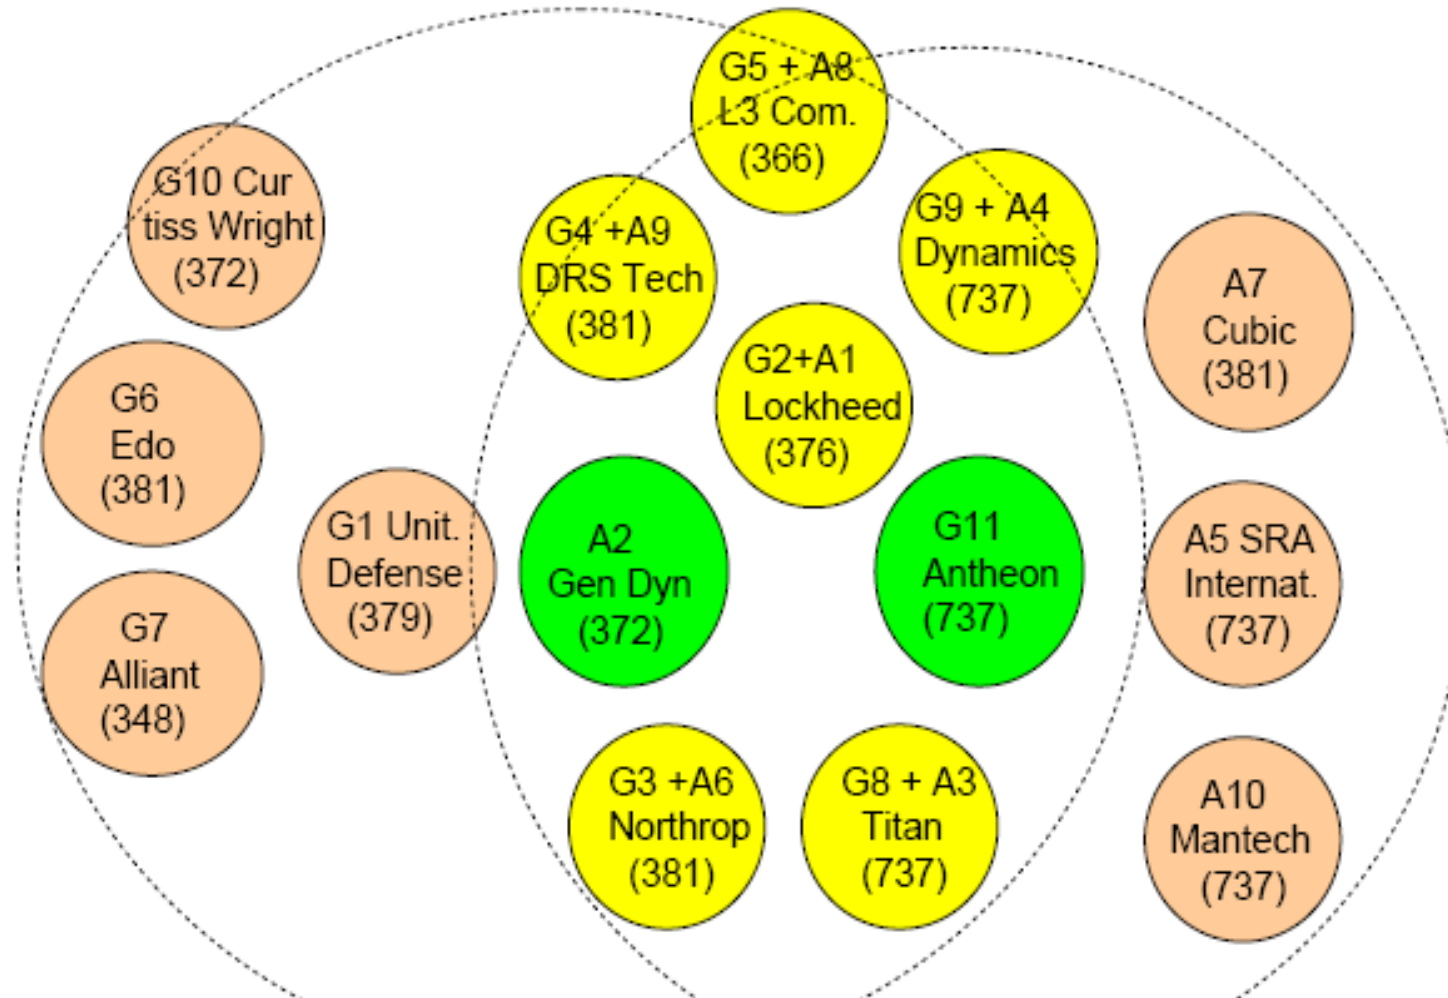 G5 + A8
L3 Com.
(366)
G10 Cur
tiss Wright
(372)
G4 +A9
DRS Tech
(381)
G9 + A4
Dynamics
(737)
A7
Cubic
(381)
G2+A1
Lockheed
(376)
G6
Edo
(381)
G1 Unit.
Defense
(379)
A2
Gen Dyn
(372)
G11
Antheon
(737)
A5 SRA
Internat.
(737)
G7
Alliant
(348)
G3 +A6
Northrop
(381)
G8 + A3
Titan
(737)
A10
Mantech
(737)